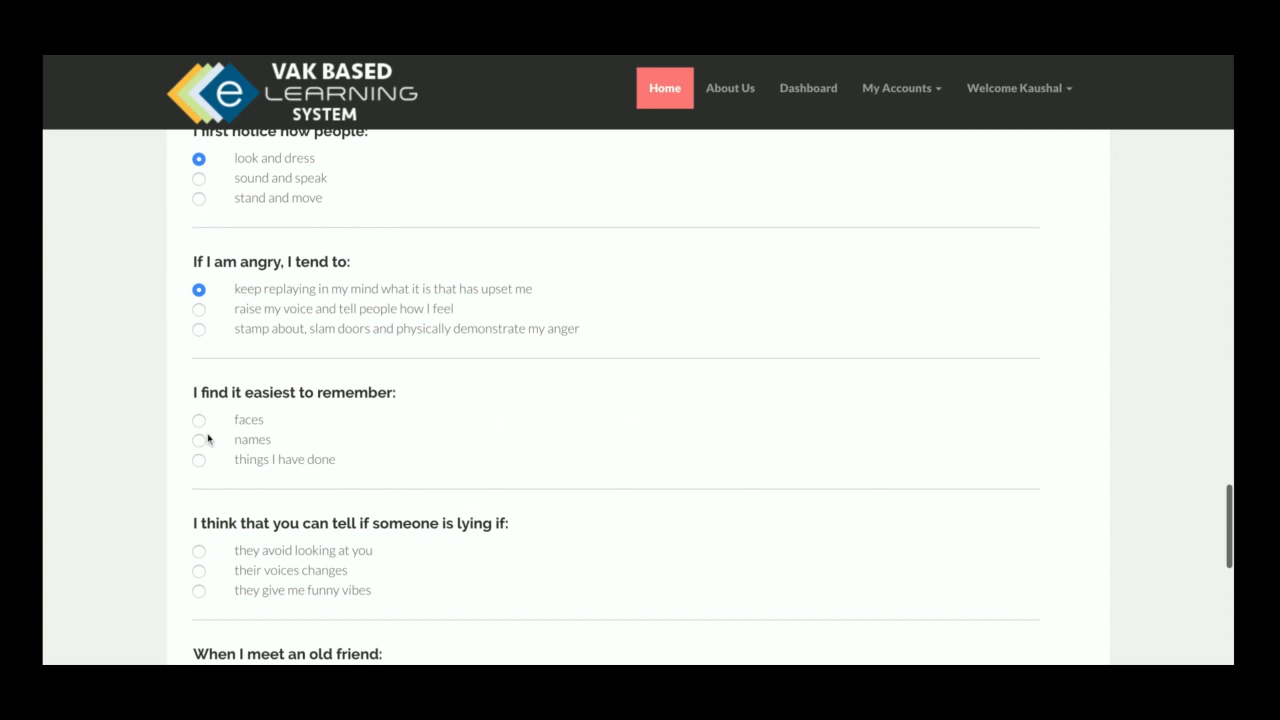 VAK BASED
LEARNING
SYSTEM
e
Home
About Us
Dashboard
My Accounts
Welcome Kaushal
I first notice how people:
look and dress
sound and speak
stand and move
If I am angry, I tend to:
keep replaying in my mind what it is that has upset me
raise my voice and tell people how I feel
stamp about, slam doors and physically demonstrate my anger
I find it easiest to remember:
faces
names
things I have done
I think that you can tell if someone is lying if:
they avoid looking at you
their voices changes
they give me funny vibes
When I meet an old friend: